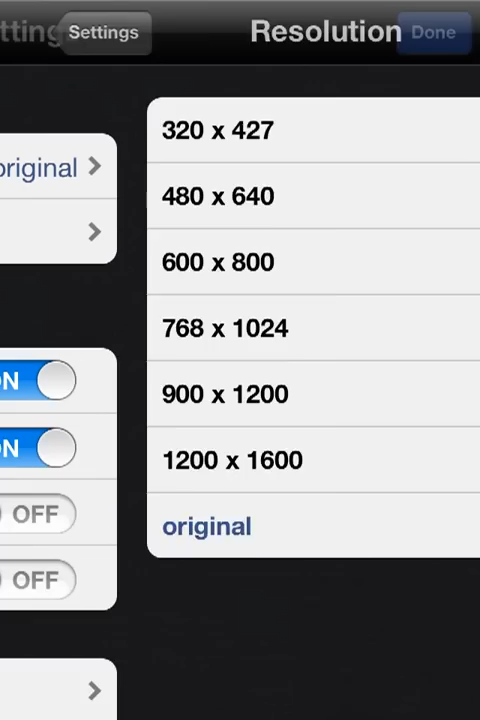 Settings
Resolution
Done
original
320 x 427
480 x 640
600 x 800
768 x 1024
900 x 1200
1200 x 1600
original
ON
ON
OFF
OFF